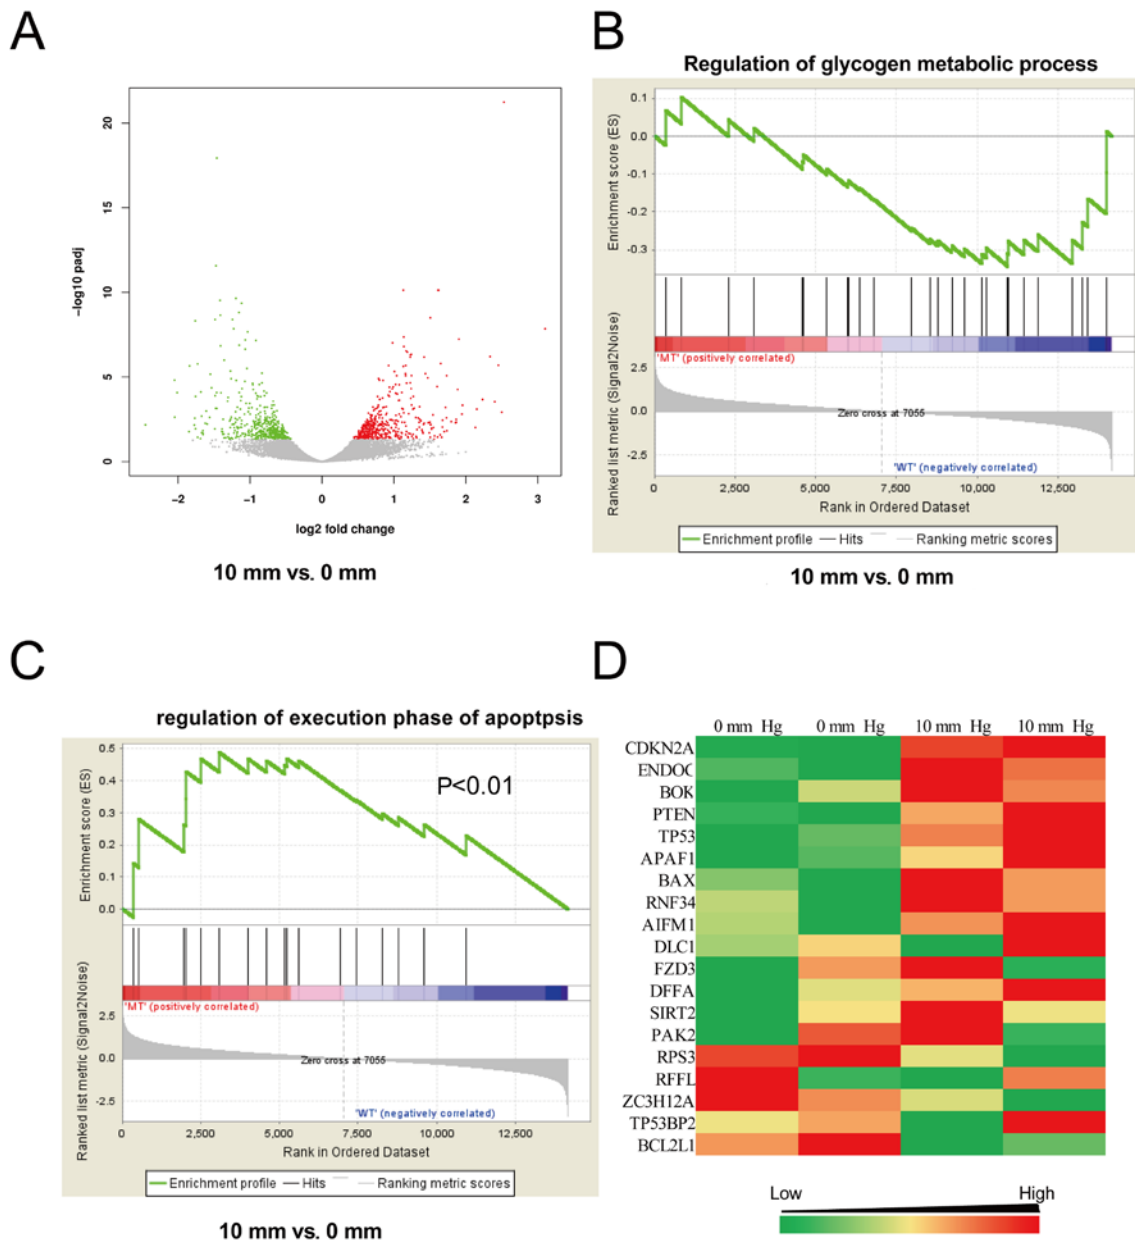 A
20
15
10
5
0
−log10 padj
−2
−1
0
1
2
3
log2 fold change
10 mm vs. 0 mm
B
Regulation of glycogen metabolic process
Enrichment score (ES)
0.1
0.0
-0.1
-0.2
-0.3
'MT' (positively correlated)
Ranked list metric (Signal2Noise)
2.5
0.0
-2.5
Zero cross at 7055
'WT' (negatively correlated)
0
2,500
5,000
7,500
10,000
12,500
Rank in Ordered Dataset
Enrichment profile
Hits
Ranking metric scores
10 mm vs. 0 mm
C
regulation of execution phase of apoptpsis
Enrichment score (ES)
0.5
0.4
0.3
0.2
0.1
0.0
P<0.01
'MT' (positively correlated)
Ranked list metric (Signal2Noise)
2.5
0.0
-2.5
Zero cross at 7055
'WT' (negatively correlated)
0
2,500
5,000
7,500
10,000
12,500
Rank in Ordered Dataset
Enrichment profile
Hits
Ranking metric scores
10 mm vs. 0 mm
D
0 mm Hg
0 mm Hg
10 mm Hg
10 mm Hg
CDKN2A
ENDOC
BOK
PTEN
TP53
APAF1
BAX
RNF34
AIFM1
DLC1
FZD3
DFFA
SIRT2
PAK2
RPS3
RFFL
ZC3H12A
TP53BP2
BCL2L1
Low
High